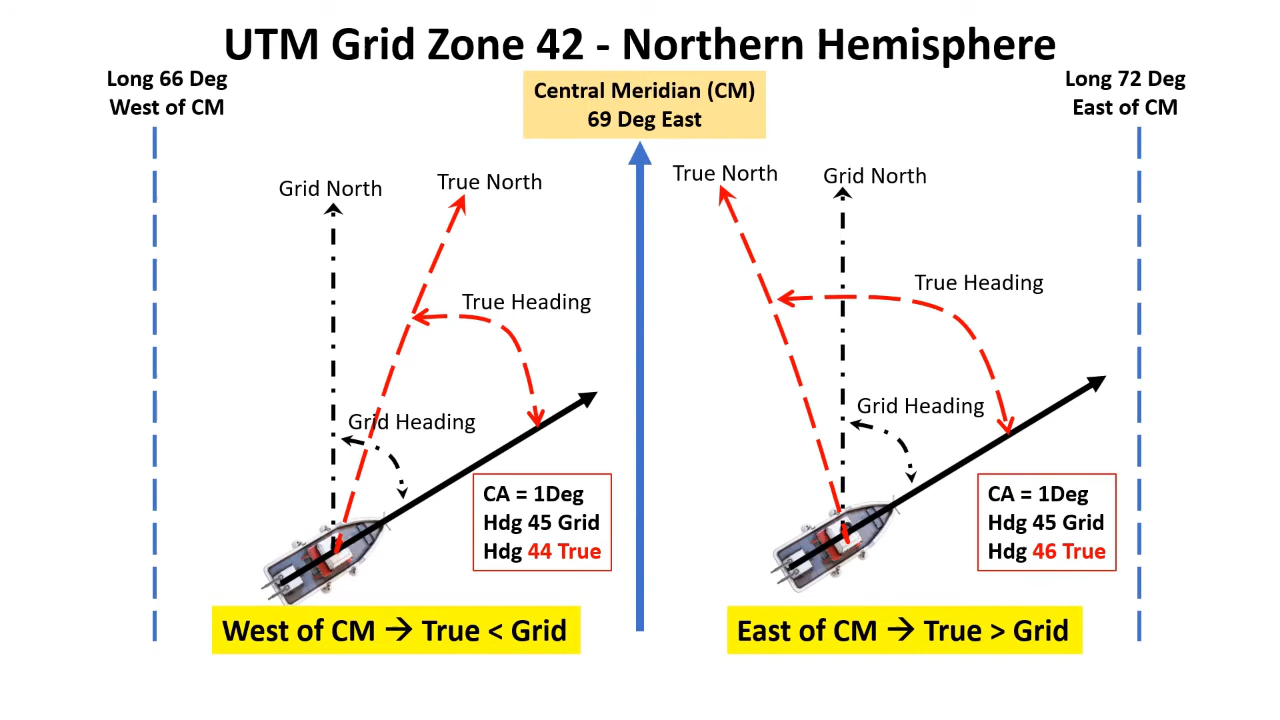 UTM Grid Zone 42 - Northern Hemisphere
Long 66 Deg
West of CM
Central Meridian (CM)
69 Deg East
Long 72 Deg
East of CM
Grid North
True North
True North
Grid North
True Heading
True Heading
Grid Heading
Grid Heading
CA = 1Deg
Hdg 45 Grid
Hdg 44 True
CA = 1Deg
Hdg 45 Grid
Hdg 46 True
West of CM → True < Grid
East of CM → True > Grid